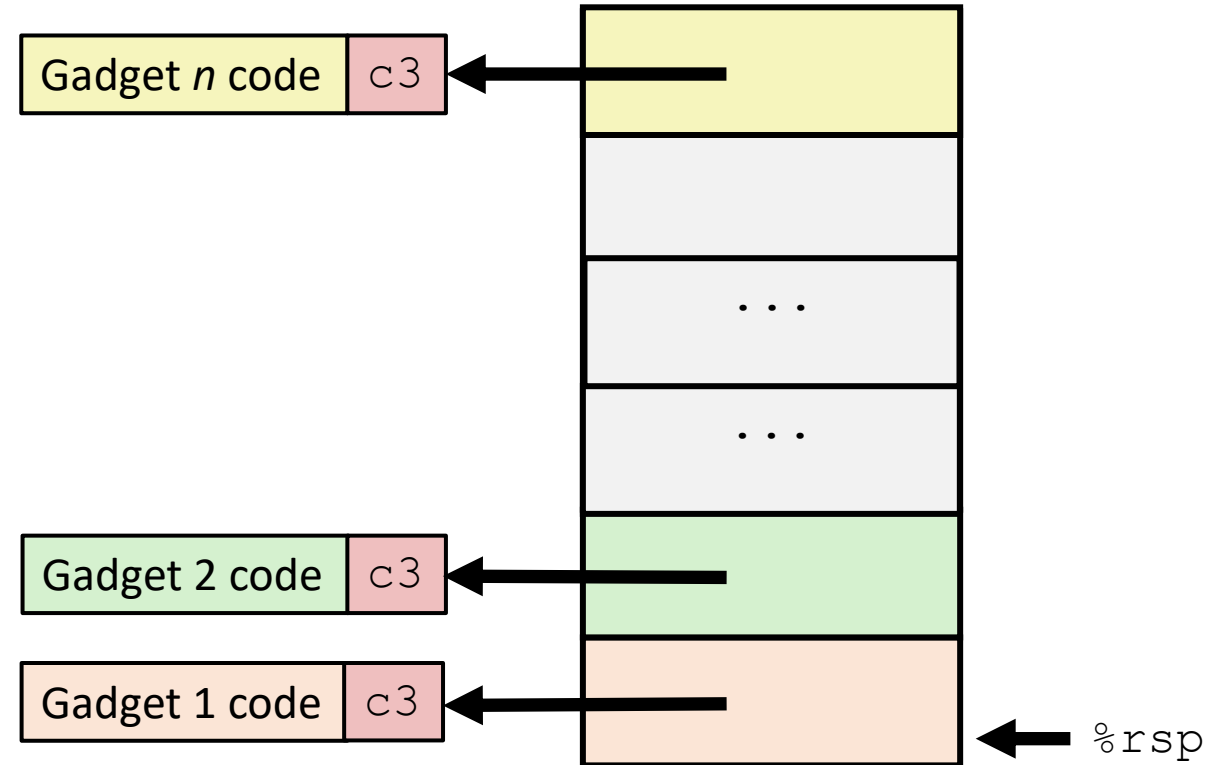 Gadget n code c3
...
...
Gadget 2 code c3
Gadget 1 code c3
%rsp